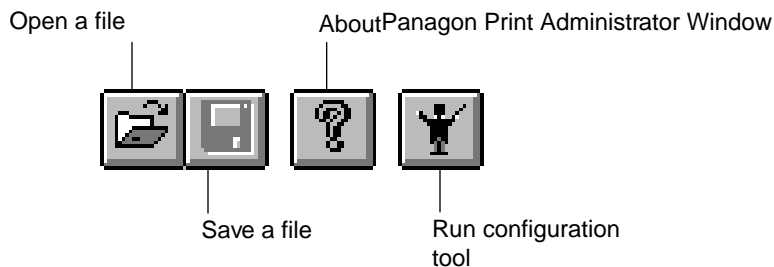 Open a file
AboutPanagon Print Administrator Window
Save a file
Run configuration
tool